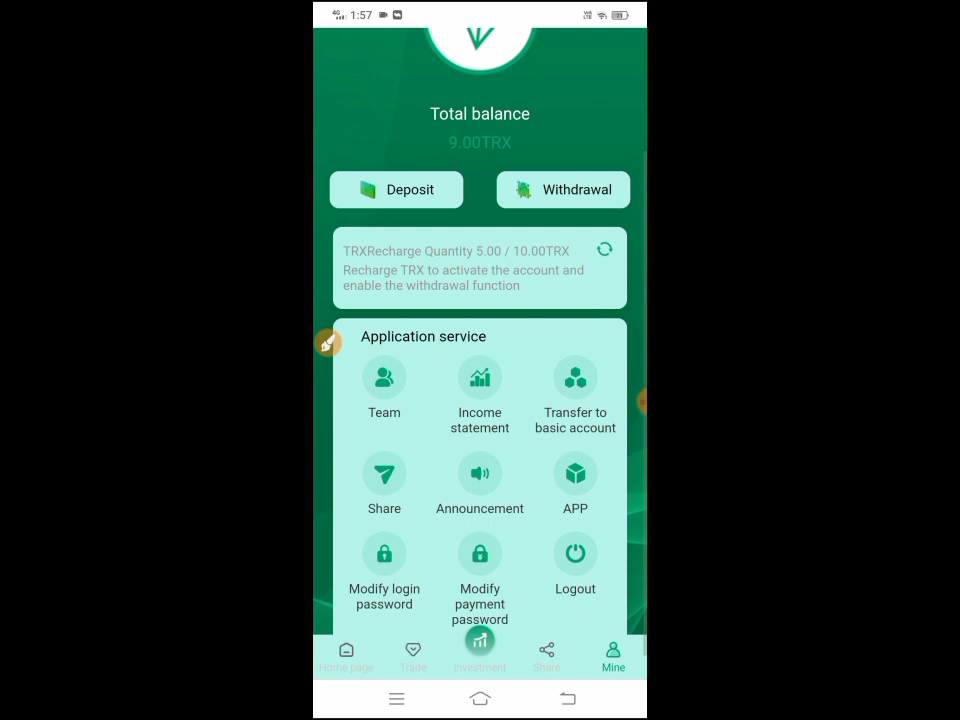 4G 1:57
Total balance
9.00TRX
Deposit
Withdrawal
TRXRecharge Quantity 5.00 / 10.00TRX
Recharge TRX to activate the account and
enable the withdrawal function
Application service
Team
Income
statement
Transfer to
basic account
Share
Announcement
APP
Modify login
password
Modify
payment
password
Logout
Home page
Trade
Investment
Share
Mine